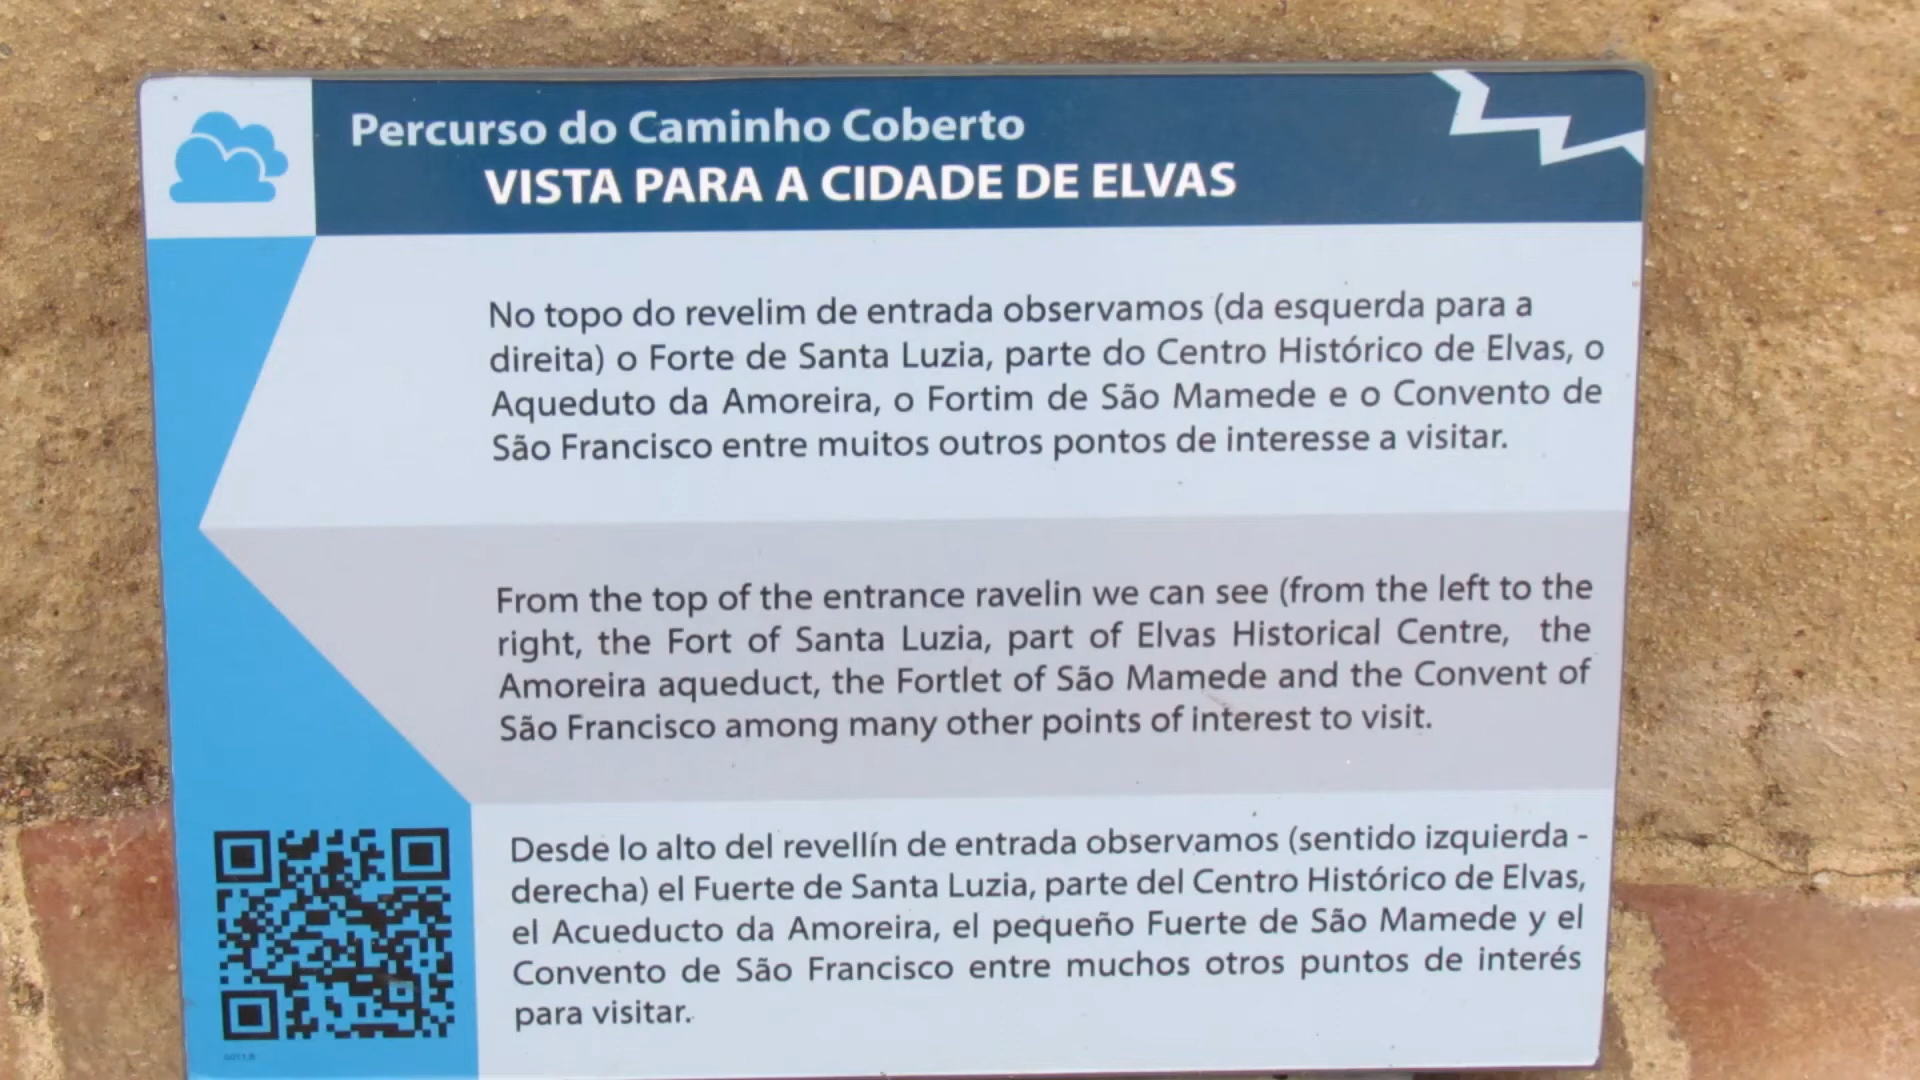 Percurso do Caminho Coberto
VISTA PARA A CIDADE DE ELVAS
No topo do revelim de entrada observamos (da esquerda para a
direita) o Forte de Santa Luzia, parte do Centro Histórico de Elvas, o
Aqueduto da Amoreira, o Fortim de São Mamede e o Convento de
São Francisco entre muitos outros pontos de interesse a visitar.
From the top of the entrance ravelin we can see (from the left to the
right, the Fort of Santa Luzia, part of Elvas Historical Centre, the
Amoreira aqueduct, the Fortlet of São Mamede and the Convent of
São Francisco among many other points of interest to visit.
Desde lo alto del revellín de entrada observamos (sentido izquierda -
derecha) el Fuerte de Santa Luzia, parte del Centro Histórico de Elvas,
el Acueducto da Amoreira, el pequeño Fuerte de São Mamede y el
Convento de São Francisco entre muchos otros puntos de interés
para visitar.